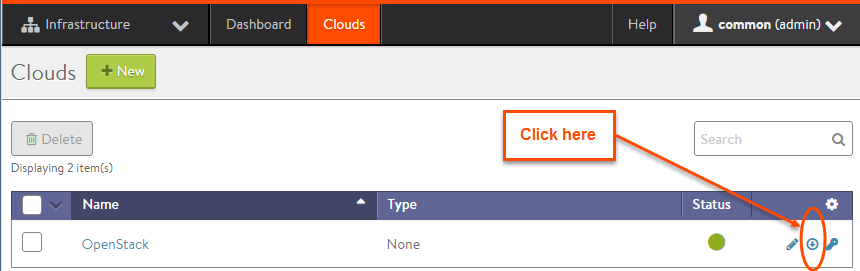 Infrastructure Dashboard Clouds Help common (admin)
Clouds + New
Click here
Delete Search
Displaying 2 item(s)
Name Type Status
OpenStack None